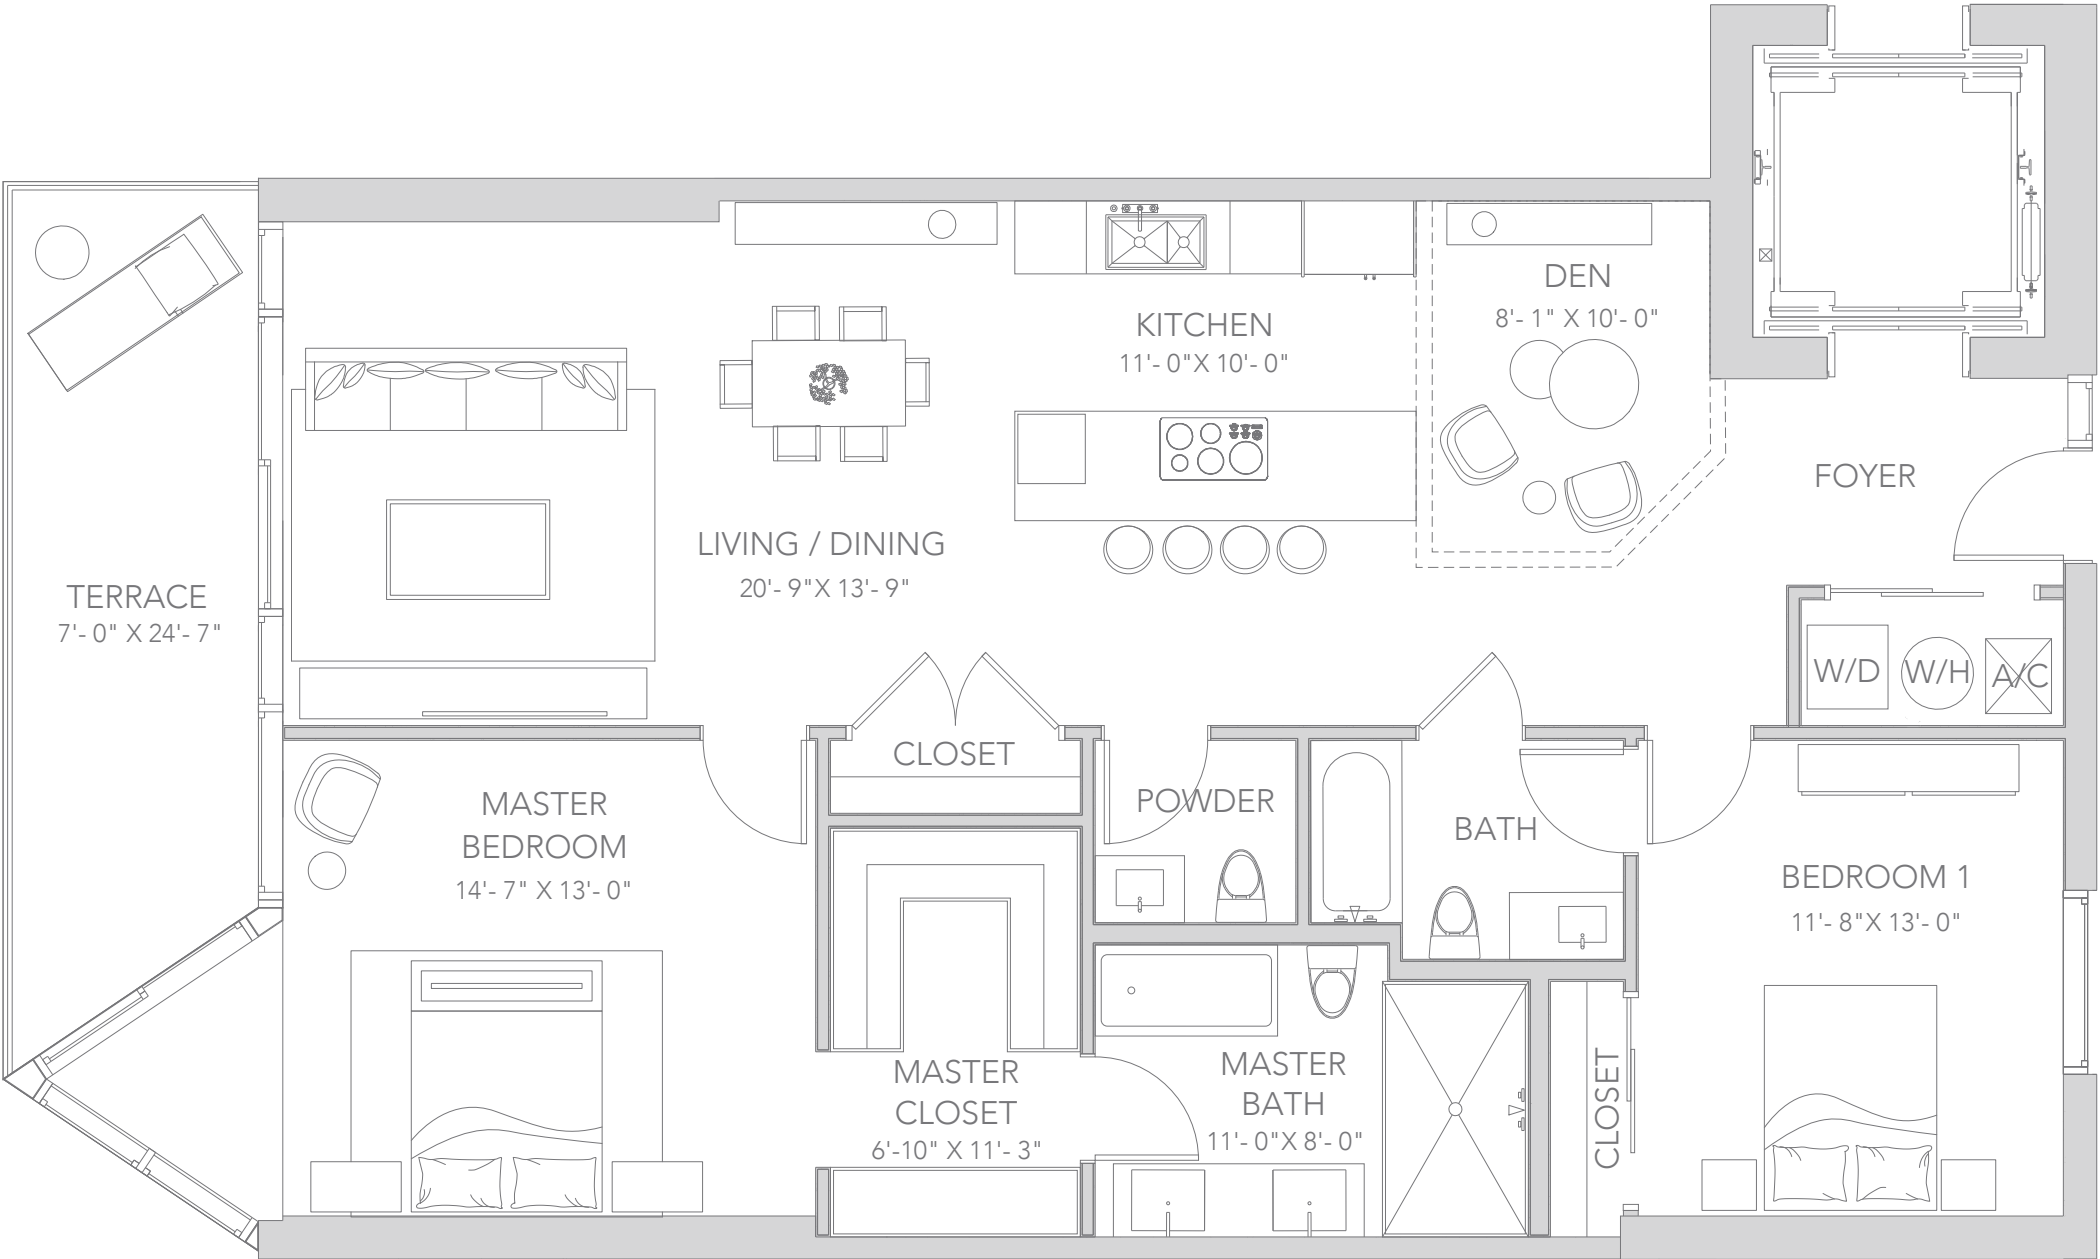 DEN
8'- 1" X 10'- 0"
KITCHEN
11'- 0"X 10'- 0"
FOYER
LIVING / DINING
20'- 9"X 13'- 9"
TERRACE
7'- 0" X 24'- 7"
W/D
W/H
A/C
CLOSET
MASTER
BEDROOM
14'- 7" X 13'- 0"
POWDER
BATH
BEDROOM 1
11'- 8"X 13'- 0"
MASTER
CLOSET
6'-10" X 11'- 3"
MASTER
BATH
11'- 0"X 8'- 0"
CLOSET